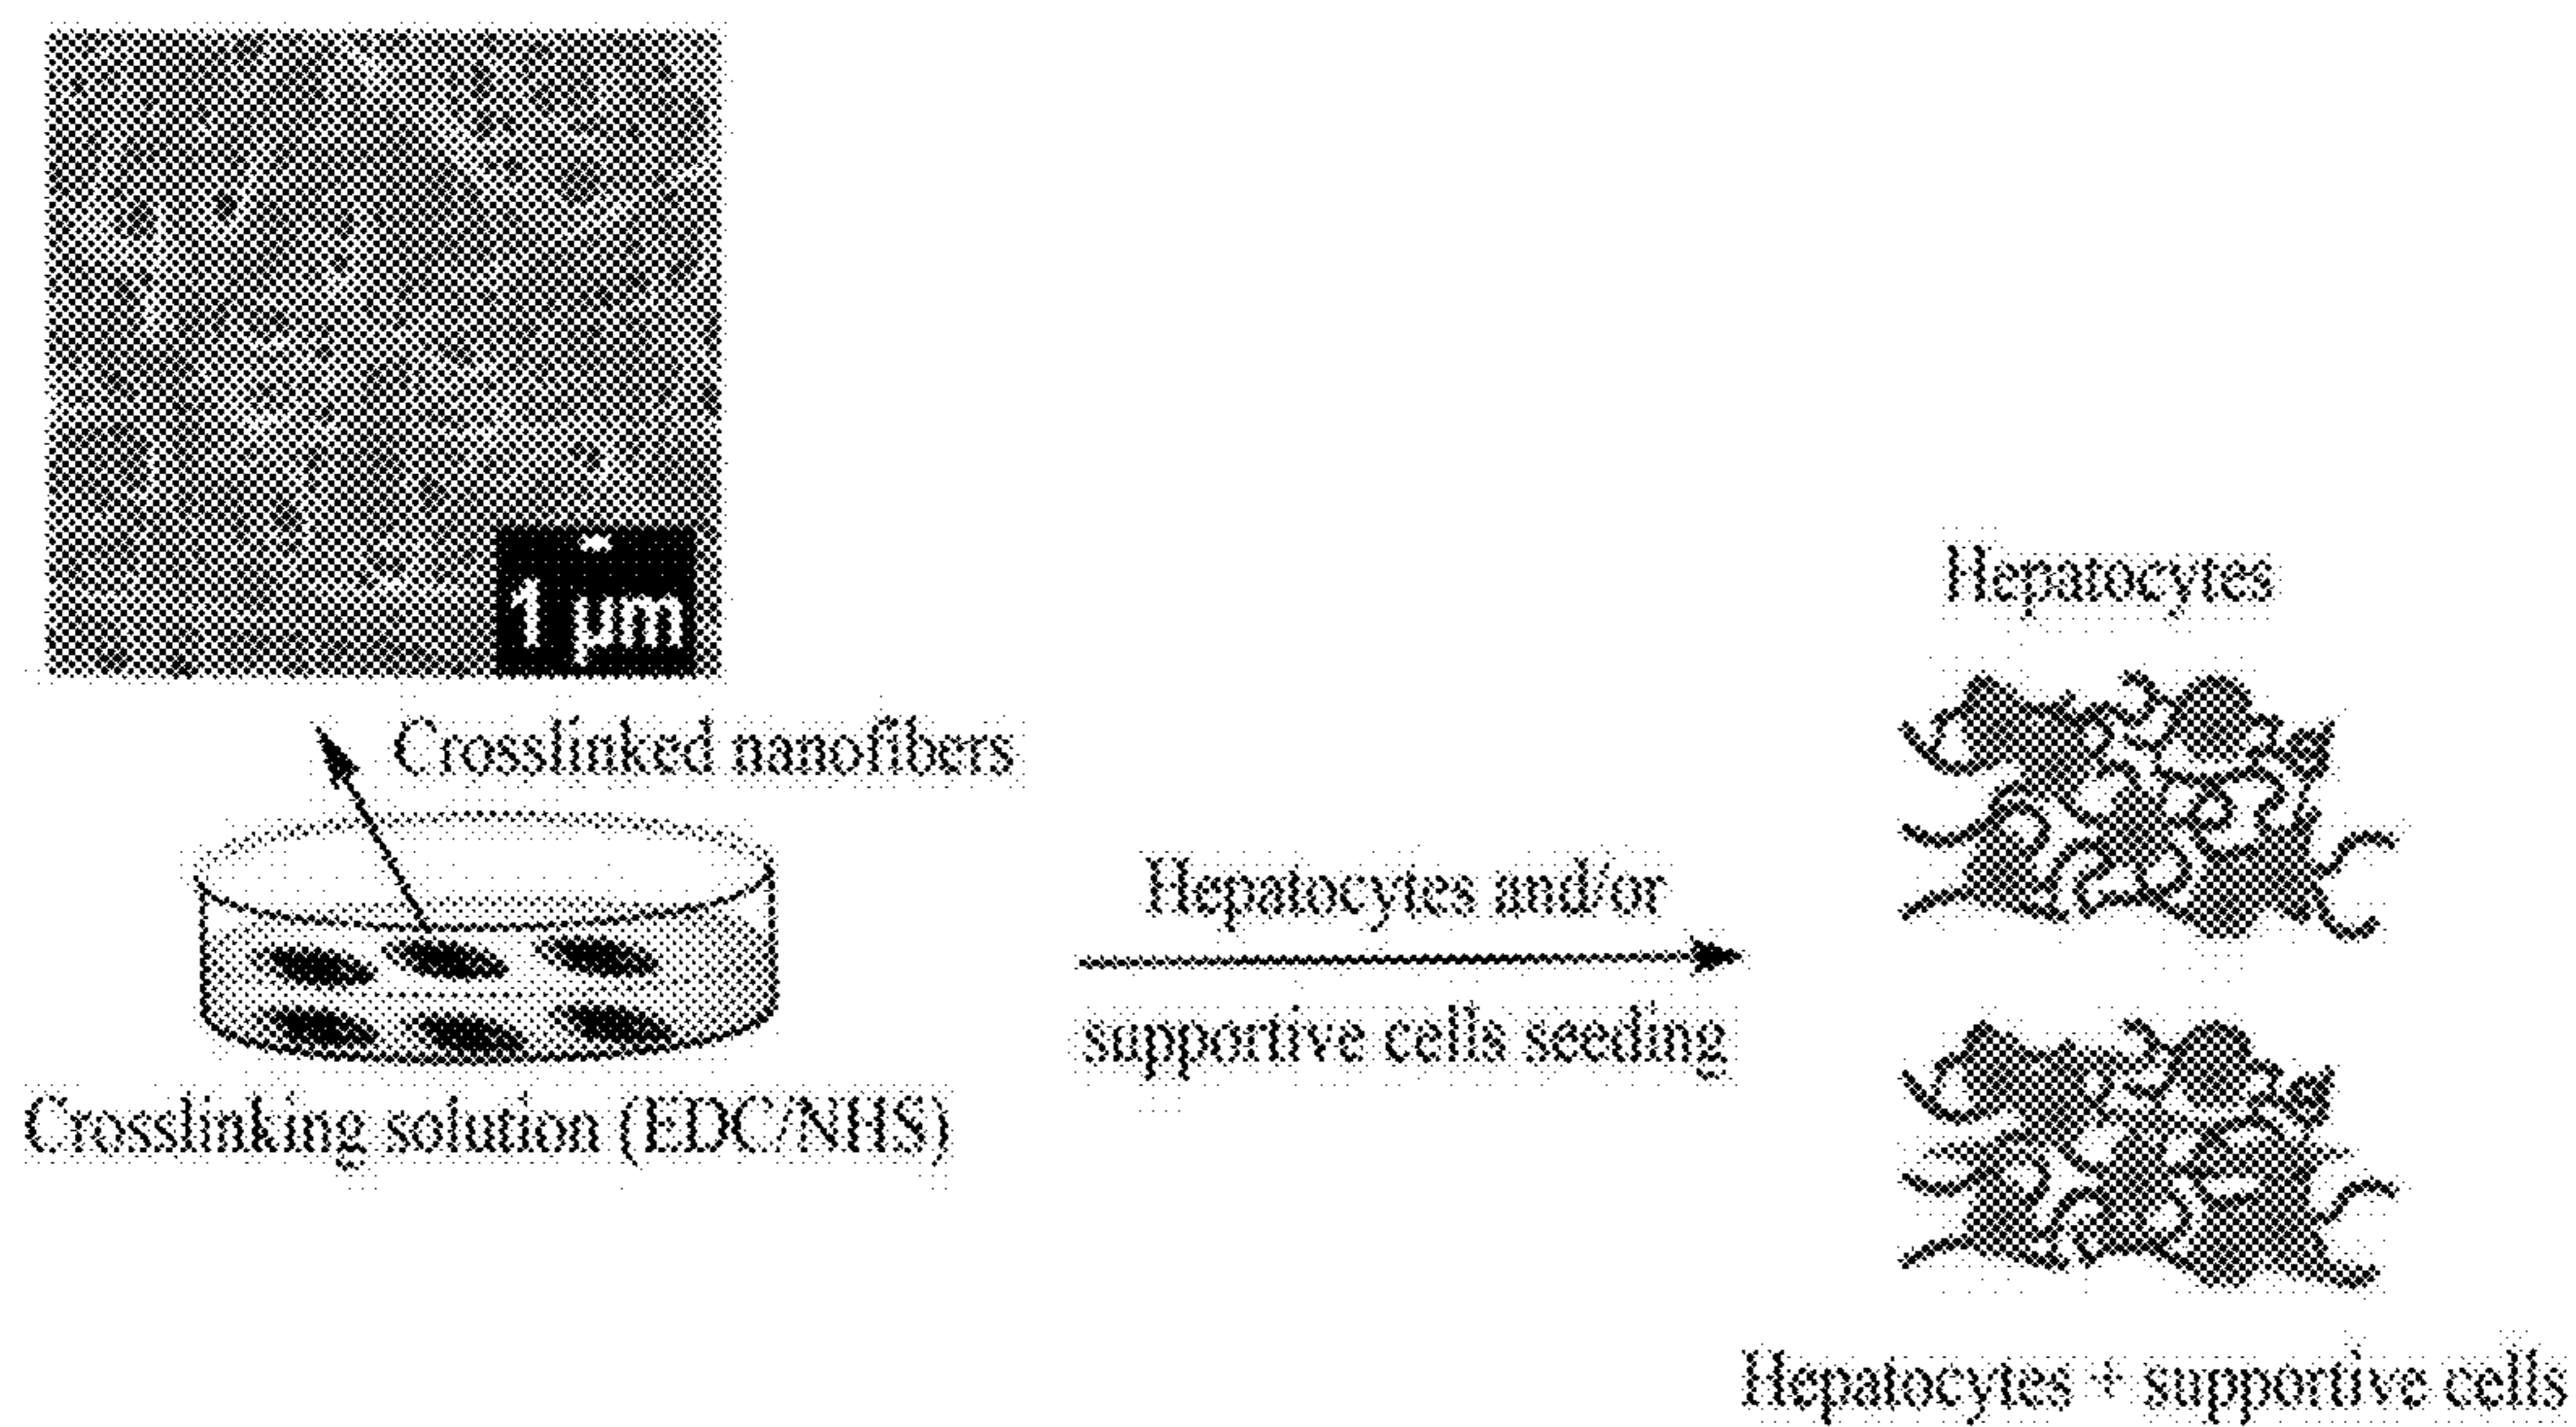 1 µm
Crosslinked nanofibers
Crosslinking solution (EDC/NHS)
Hepatocytes and/or
supportive cells seeding
Hepatocytes
Hepatocytes + supportive cells